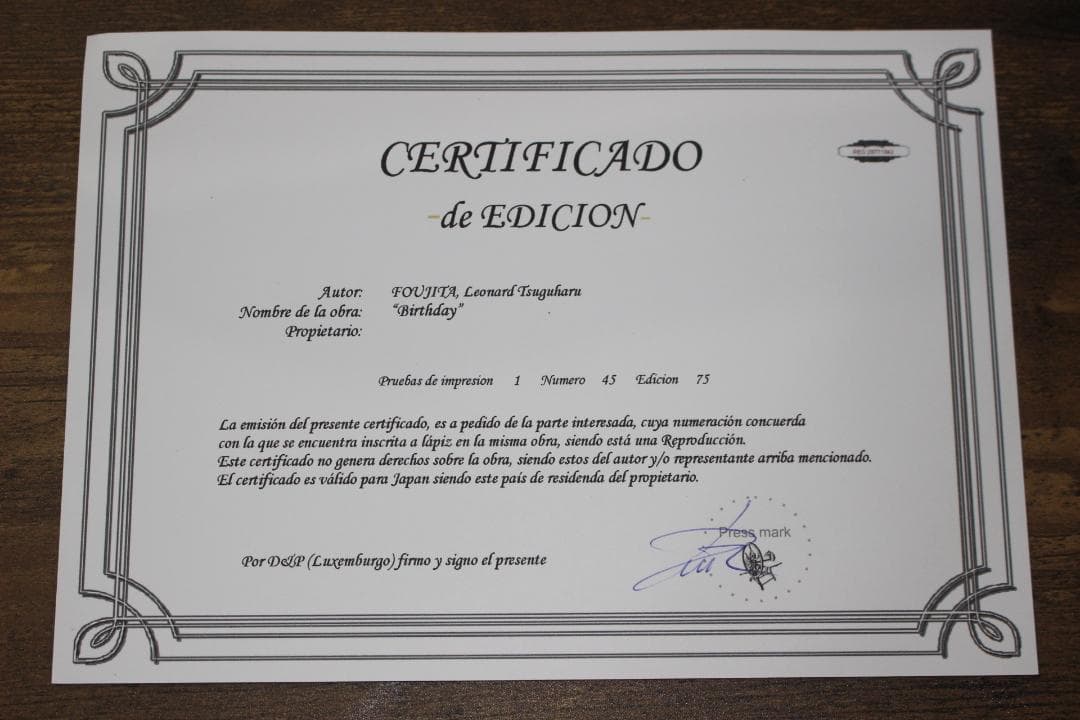 CERTIFICADO
-de EDICION-
Autor: FOUJITA, Leonard Tsuguharu
Nombre de la obra: “Birthday”
Propietario:
Pruebas de impresion 1 Numero 45 Edicion 75
La emisión del presente certificado, es a pedido de la parte interesada, cuya numeración concuerda
con la que se encuentra inscrita a lápiz en la misma obra, siendo está una Reproducción.
Este certificado no genera derechos sobre la obra, siendo estos del autor y/o representante arriba mencionado.
El certificado es válido para Japan siendo este país de residenda del propietario.
Press mark
Por D&P (Luxemburgo) firmo y signo el presente